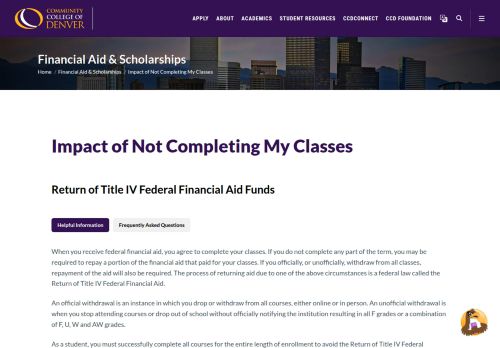 COMMUNITY
COLLEGE OF
DENVER
APPLY ABOUT ACADEMICS STUDENT RESOURCES CCDCONNECT CCD FOUNDATION
Financial Aid & Scholarships
Home / Financial Aid & Scholarships / Impact of Not Completing My Classes
Impact of Not Completing My Classes
Return of Title IV Federal Financial Aid Funds
Helpful Information Frequently Asked Questions
When you receive federal financial aid, you agree to complete your classes. If you do not complete any part of the term, you may be
required to repay a portion of the financial aid that paid for your classes. If you officially, or unofficially, withdraw from all classes,
repayment of the aid will also be required. The process of returning aid due to one of the above circumstances is a federal law called the
Return of Title IV Federal Financial Aid.
An official withdrawal is an instance in which you drop or withdraw from all courses, either online or in person. An unofficial withdrawal is
when you stop attending courses or drop out of school without officially notifying the institution resulting in all F grades or a combination
of F, U, W and AW grades.
As a student, you must successfully complete all courses for the entire length of enrollment to avoid the Return of Title IV Federal